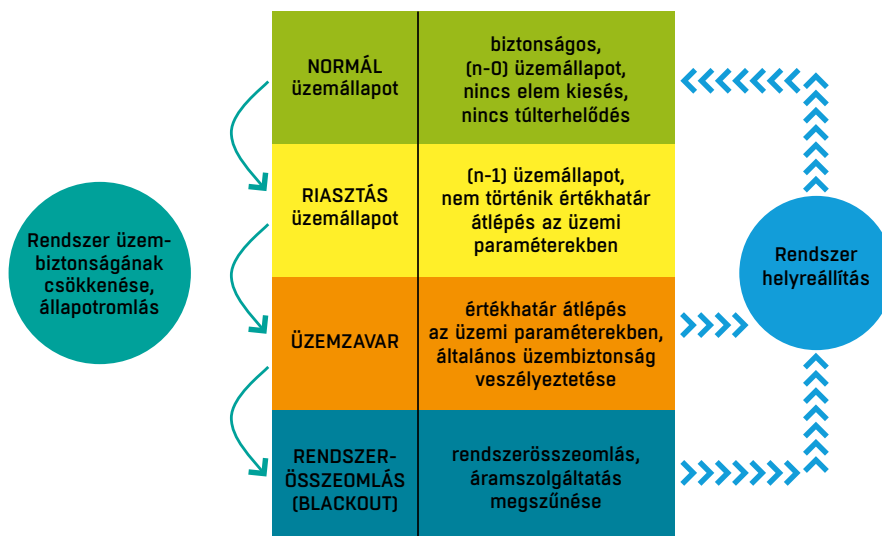 Rendszer üzem-
biztonságának
csökkenése,
állapotromlás
NORMÁL
üzemállapot
biztonságos,
(n-0) üzemállapot,
nincs elem kiesés,
nincs túlterhelődés
RIASZTÁS
üzemállapot
(n-1) üzemállapot,
nem történik értékhatár
átlépés az üzemi
paraméterekben
ÜZEMZAVAR
értékhatár átlépés
az üzemi paraméterekben,
általános üzembiztonság
veszélyeztetése
RENDSZER-
ÖSSZEOMLÁS
(BLACKOUT)
rendszerösszeomlás,
áramszolgáltatás
megszűnése
Rendszer
helyreállítás